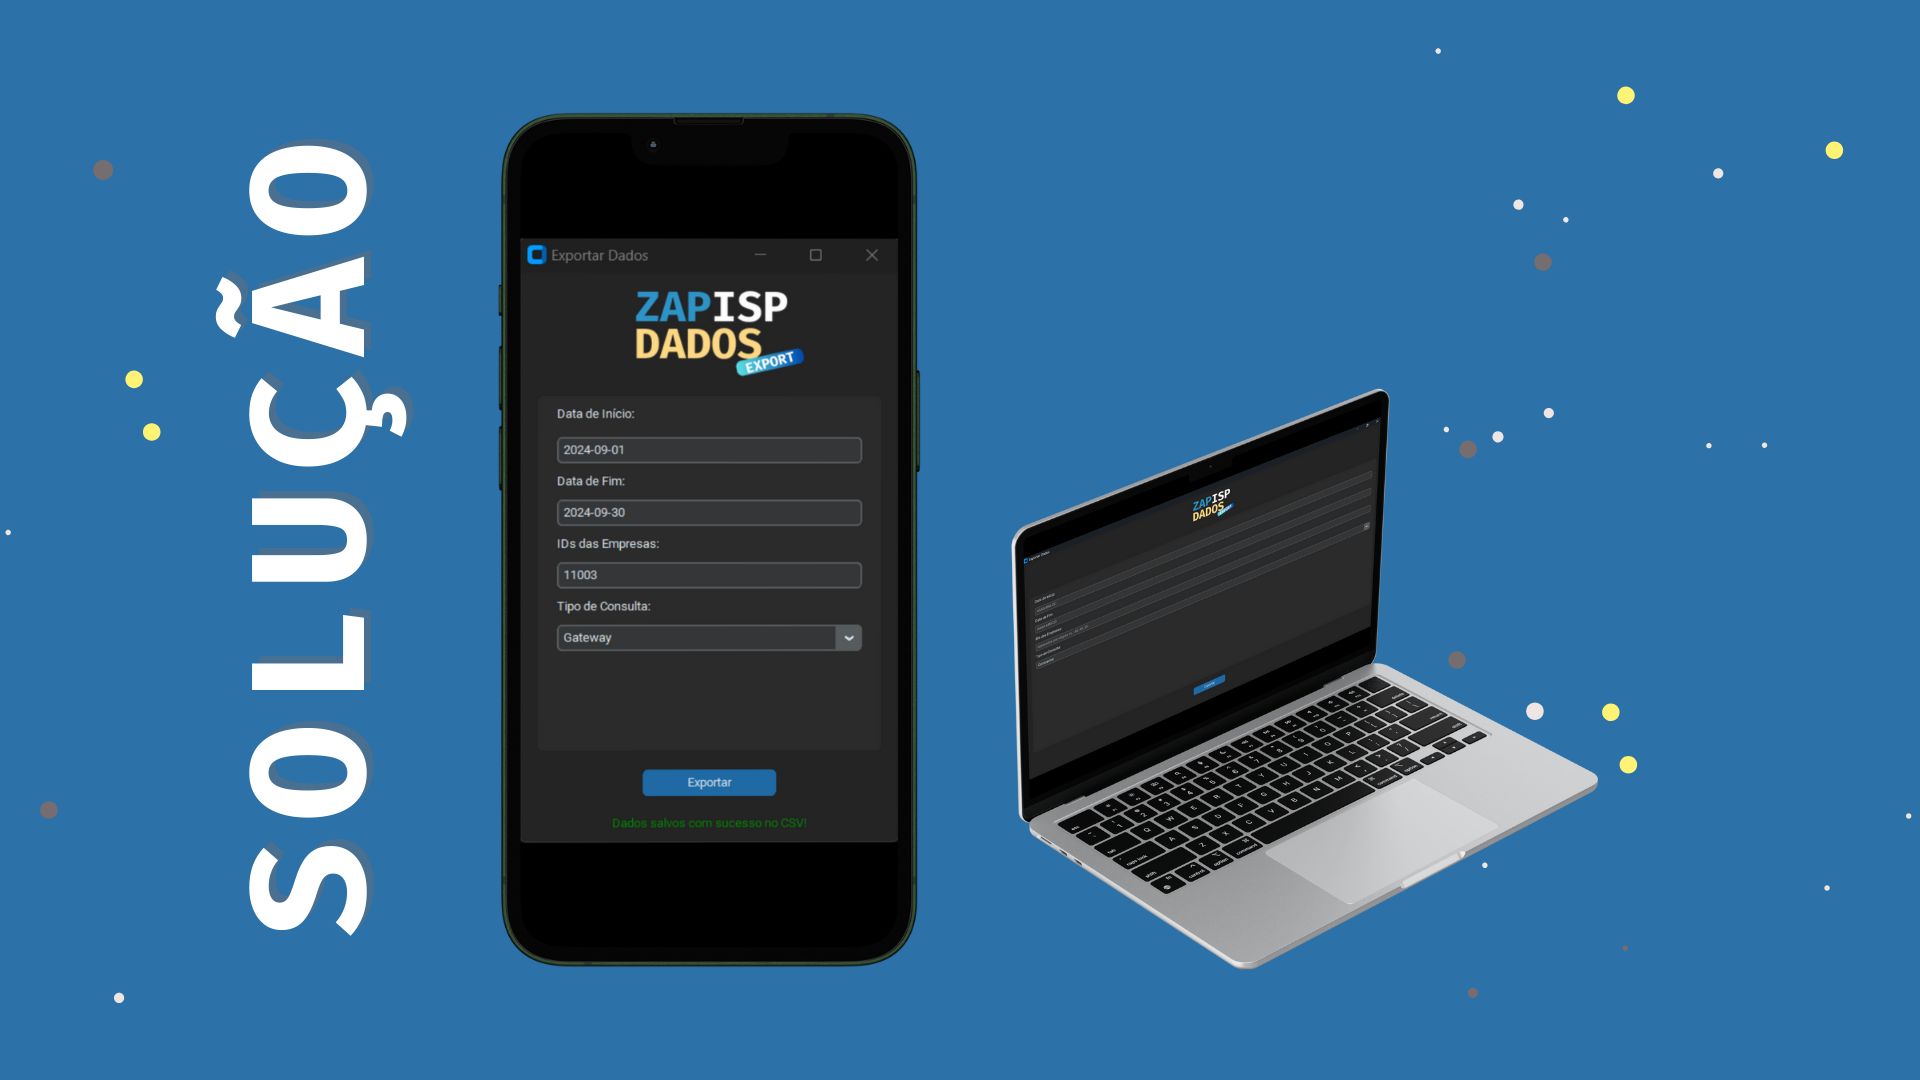 SOLUÇÃO
Exportar Dados
ZAPISP
DADOS
EXPORT
Data de Início:
2024-09-01
Data de Fim:
2024-09-30
IDs das Empresas:
11003
Tipo de Consulta:
Gateway
Exportar
Dados salvos com sucesso no CSV!
ZAPISP
DADOS